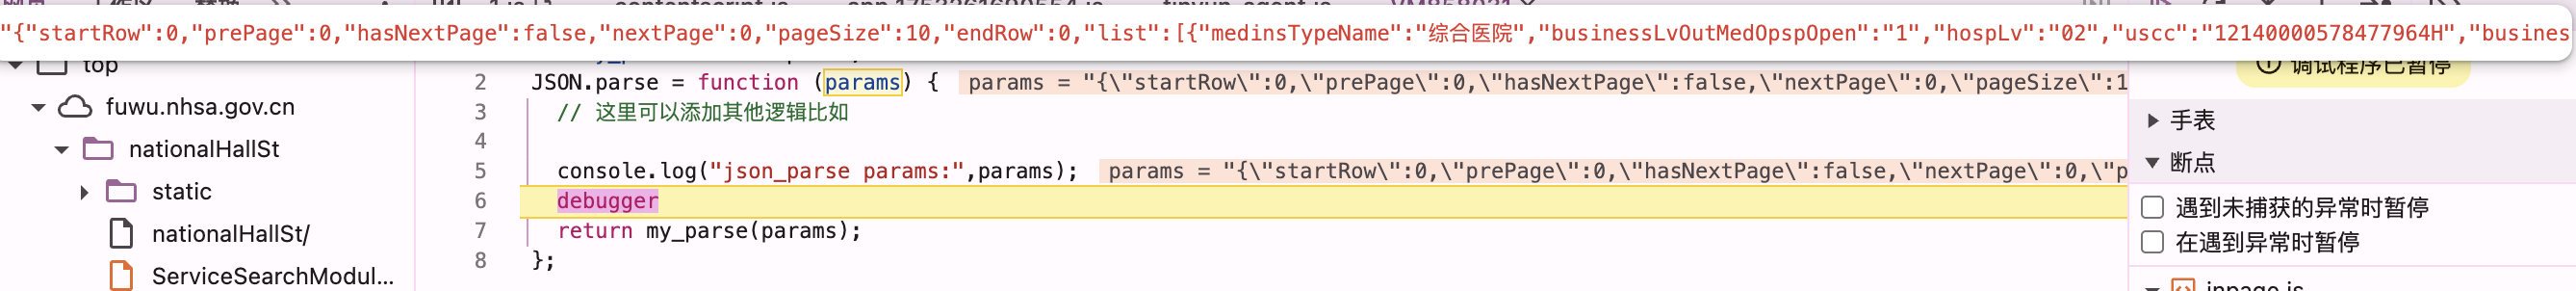 "{"startRow":0,"prePage":0,"hasNextPage":false,"nextPage":0,"pageSize":10,"endRow":0,"list":[{"medinsTypeName":"综合医院","businessLvOutMedOpspOpen":"1","hospLv":"02","uscc":"12140000578477964H","busines
top
fuwu.nhsa.gov.cn
nationalHallSt
static
nationalHallSt/
ServiceSearchModul...
2 JSON.parse = function (params) { params = "{\"startRow\":0,\"prePage\":0,\"hasNextPage\":false,\"nextPage\":0,\"pageSize\":1
3 // 这里可以添加其他逻辑比如
4
5 console.log("json_parse params:",params); params = "{\"startRow\":0,\"prePage\":0,\"hasNextPage\":false,\"nextPage\":0,\"p
6 debugger
7 return my_parse(params);
8 };
调试程序已暂停
手表
断点
遇到未捕获的异常时暂停
在遇到异常时暂停
inpage.js